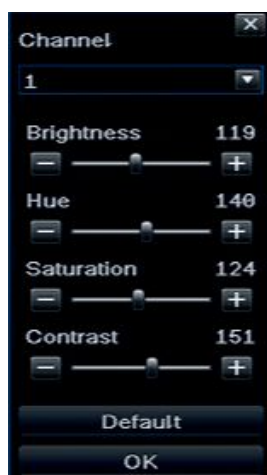 Channel
1
Brightness 119
Hue 140
Saturation 124
Contrast 151
Default
OK